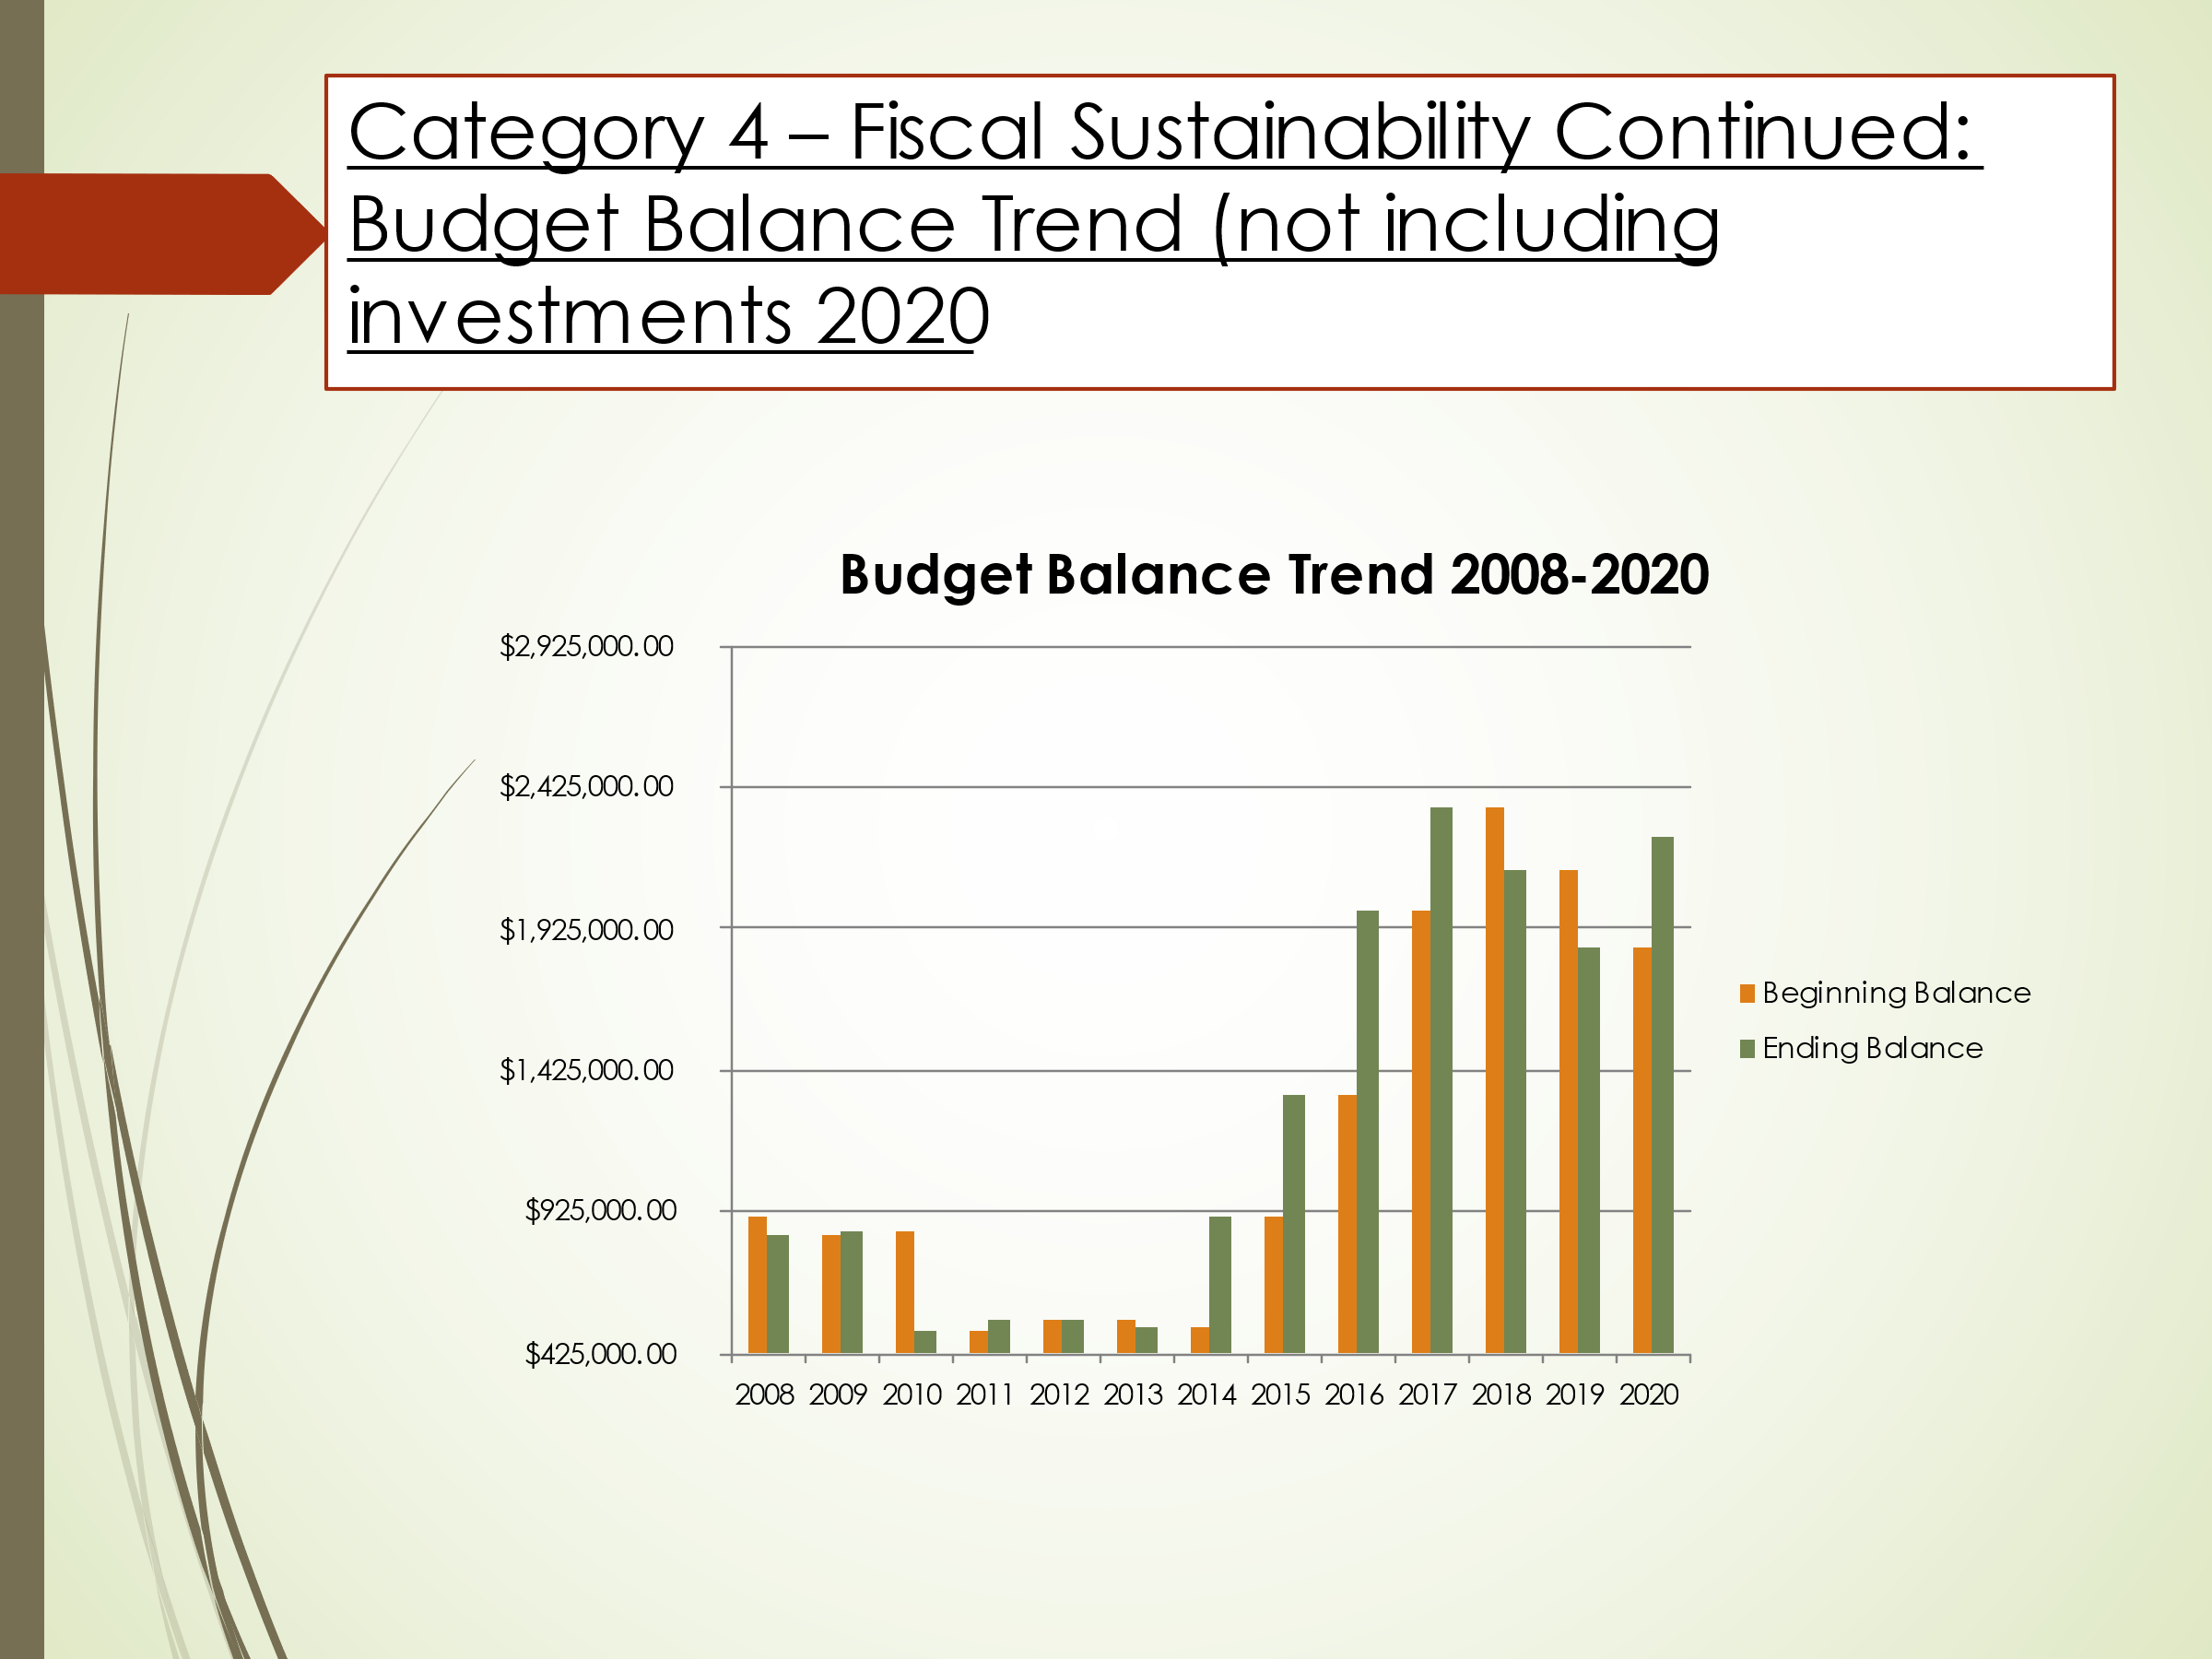 Category 4 – Fiscal Sustainability Continued:
Budget Balance Trend (not including
investments 2020
Budget Balance Trend 2008-2020
$2,925,000.00
$2,425,000.00
$1,925,000.00
$1,425,000.00
$925,000.00
$425,000.00
2008 2009 2010 2011 2012 2013 2014 2015 2016 2017 2018 2019 2020
Beginning Balance
Ending Balance